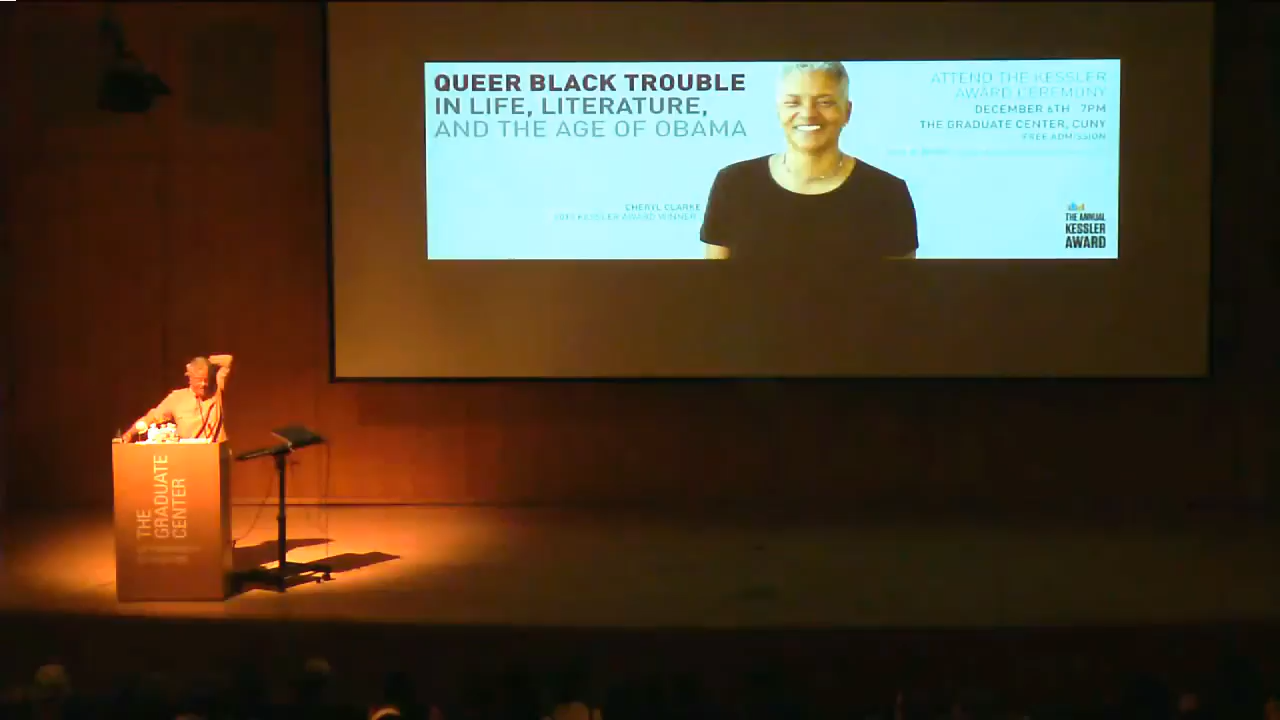 QUEER BLACK TROUBLE
IN LIFE, LITERATURE,
AND THE AGE OF OBAMA
CHERYL CLARKE
2013 KESSLER AWARD WINNER
ATTEND THE KESSLER
AWARD CEREMONY
DECEMBER 6TH 7PM
THE GRADUATE CENTER, CUNY
FREE ADMISSION
THE ANNUAL
KESSLER
AWARD
THE
GRADUATE
CENTER